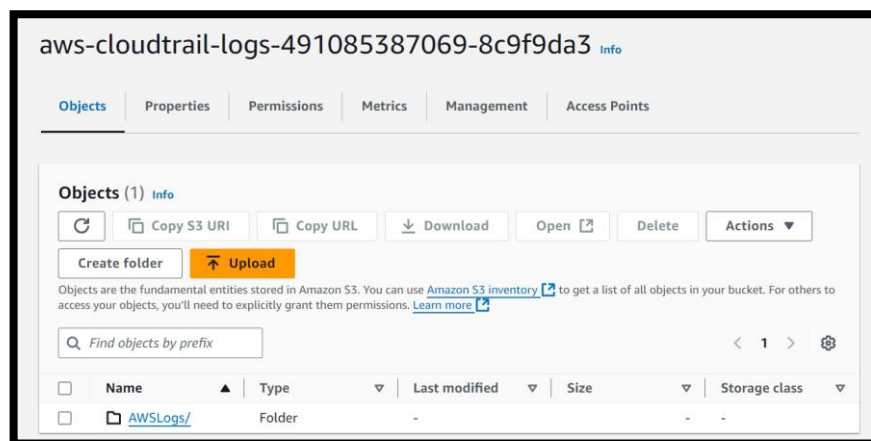 aws-cloudtrail-logs-491085387069-8c9f9da3 Info
Objects Properties Permissions Metrics Management Access Points
Objects (1) Info
Copy S3 URI Copy URL Download Open Delete Actions
Create folder Upload
Objects are the fundamental entities stored in Amazon S3. You can use Amazon S3 inventory to get a list of all objects in your bucket. For others to
access your objects, you'll need to explicitly grant them permissions. Learn more
Find objects by prefix 1
Name Type Last modified Size Storage class
AWSLogs/ Folder - - -